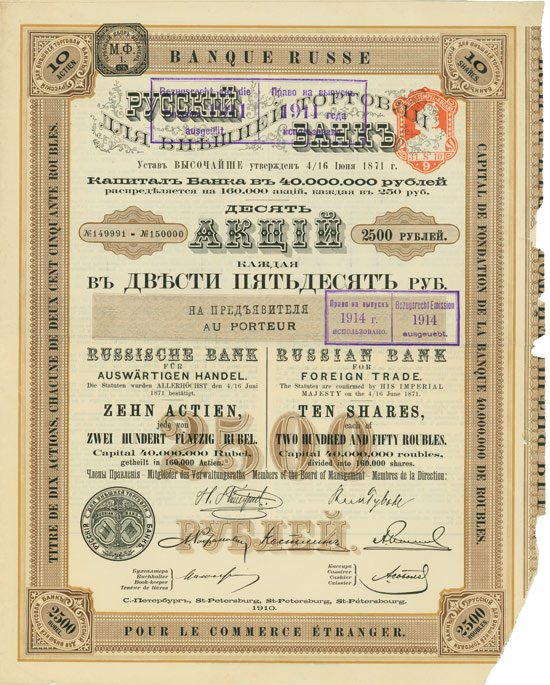 10
АКТІЕН
М.Ф.
1.
BANQUE RUSSE
10
SHARES.
Bezugsrecht
die
Право на выпускъ
1911
1911 года
ausgeübt
использовано.
РУССКІЙ
ДЛЯ ВНѢШНЕЙ ТОРГОВЛИ
БАНКЪ
Уставъ ВЫСОЧАЙШЕ утвержденъ 4/16 Іюня 1871 г.
Капиталъ Банка въ 40.000.000 рублей
распредѣляется на 160.000 акцій, каждая въ 250 руб.
ДЕСЯТЬ
№149991 - №150000
АКЦІЙ
2500 РУБЛЕЙ.
КАЖДАЯ
ВЪ ДВѢСТИ ПЯТЬДЕСЯТЪ РУБ.
НА ПРЕДЪЯВИТЕЛЯ
AU PORTEUR
Право на выпускъ
1914 г.
использовано.
Bezugsrecht Emission
1914
ausgeuebt.
RUSSISCHE BANK
FÜR
AUSWÄRTIGEN HANDEL.
Die Statuten wurden ALLERHÖCHST den 4/16 Juni
1871 bestätigt.
ZEHN ACTIEN,
jede von
ZWEI HUNDERT FÜNFZIG RUBEL.
Capital 40.000.000 Rubel,
getheilt in 160.000 Actien.
RUSSIAN BANK
FOR
FOREIGN TRADE.
The Statutes are confirmed by HIS IMPERIAL
MAJESTY on the 4/16 June 1871.
TEN SHARES,
each of
TWO HUNDRED AND FIFTY ROUBLES.
Capital 40,000,000 roubles,
divided into 160.000 shares.
2500
РУБЛЕЙ.
Члены Правленія - Mitglieder des Verwaltungsraths - Members of the Board of Management - Membres de la Direction:
Бухгалтеръ
Buchhalter
Book-keeper
Teneur de livres
Кассиръ
Cassirer
Cashier
Caissier
С.-Петербургъ, St-Petersburg, St-Petersburg, St-Pétersbourg.
1910.
2500
2500
POUR LE COMMERCE ÉTRANGER.
TITRE DE DIX ACTIONS, CHACUNE DE DEUX CENT CINQUANTE ROUBLES.
CAPITAL DE FONDATION DE LA BANQUE 40.000.000 DE ROUBLES.